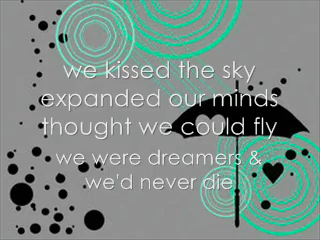 we kissed the sky
expanded our minds
thought we could fly
we were dreamers &
we'd never die